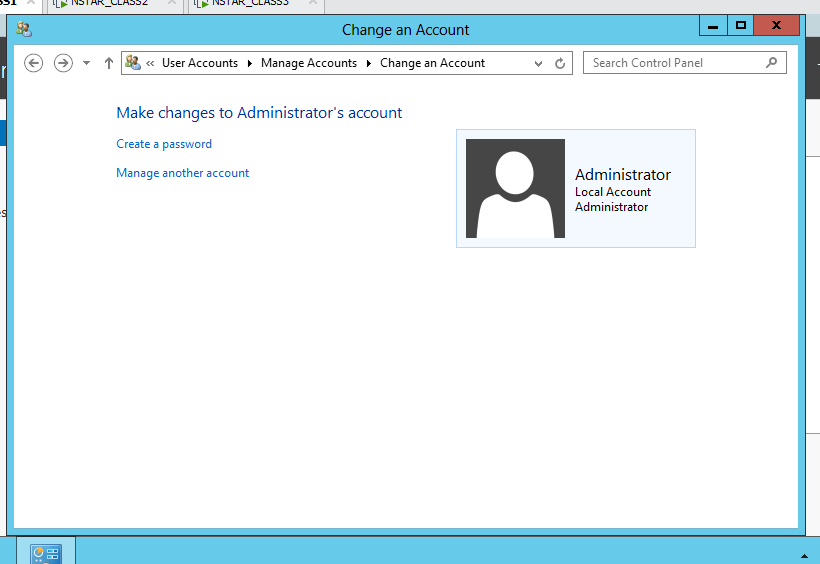 NSTAR_CLASS2
NSTAR_CLASS3
Change an Account
User Accounts
Manage Accounts
Change an Account
Search Control Panel
Make changes to Administrator's account
Create a password
Manage another account
Administrator
Local Account
Administrator